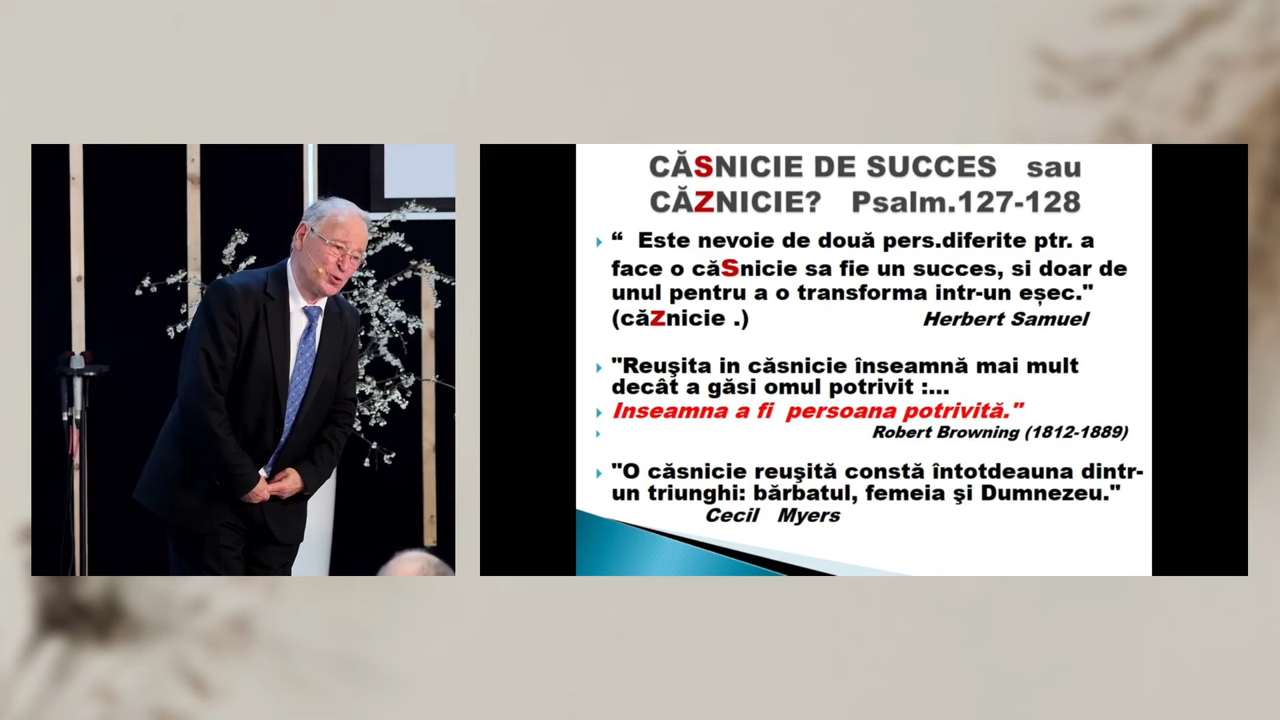 CĂSNICIE DE SUCCES sau
CĂZNICIE? Psalm.127-128
“ Este nevoie de două pers.diferite ptr. a
face o căSnicie sa fie un succes, si doar de
unul pentru a o transforma intr-un eșec."
(căZnicie .) Herbert Samuel
"Reuşita in căsnicie înseamnă mai mult
decât a găsi omul potrivit :...
Inseamna a fi persoana potrivită."
Robert Browning (1812-1889)
"O căsnicie reuşită constă întotdeauna dintr-
un triunghi: bărbatul, femeia şi Dumnezeu."
Cecil Myers